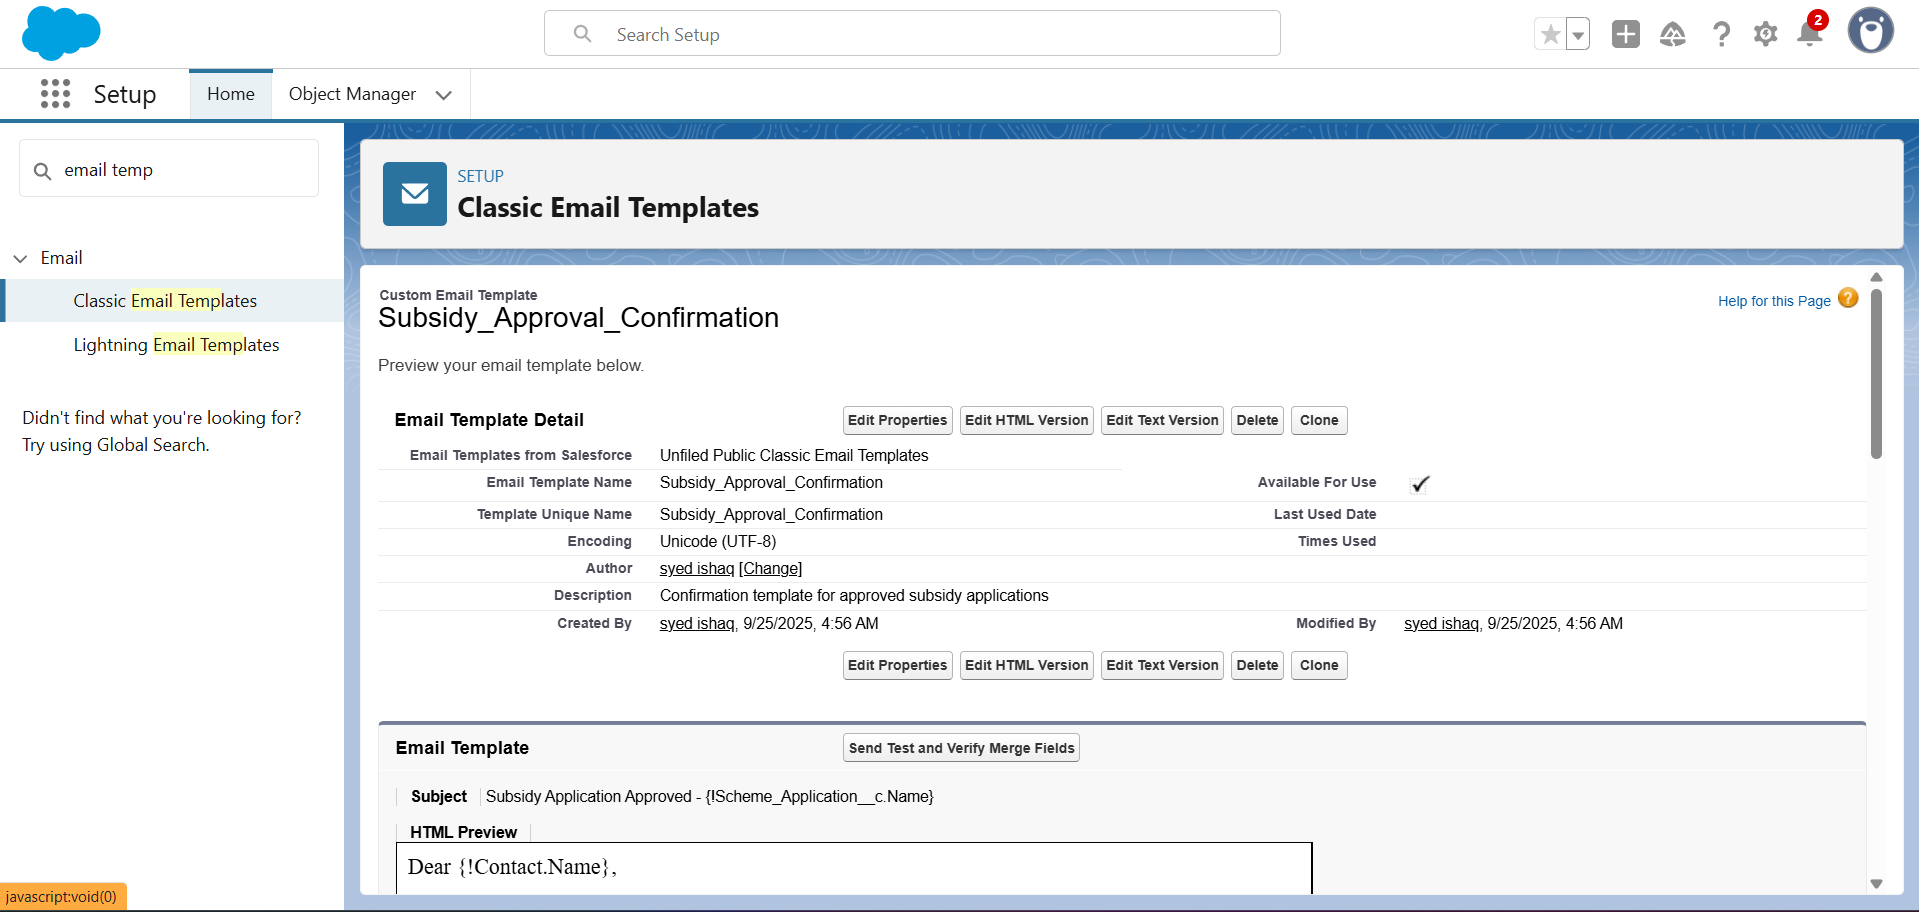 Search Setup
2
Setup
Home
Object Manager
email temp
Email
Classic Email Templates
Lightning Email Templates
Didn't find what you're looking for?
Try using Global Search.
SETUP
Classic Email Templates
Custom Email Template
Subsidy_Approval_Confirmation
Help for this Page
Preview your email template below.
Email Template Detail
Edit Properties Edit HTML Version Edit Text Version Delete Clone
Email Templates from Salesforce Unfiled Public Classic Email Templates
Email Template Name Subsidy_Approval_Confirmation Available For Use
Template Unique Name Subsidy_Approval_Confirmation Last Used Date
Encoding Unicode (UTF-8) Times Used
Author syed ishaq [Change]
Description Confirmation template for approved subsidy applications
Created By syed ishaq, 9/25/2025, 4:56 AM Modified By syed ishaq, 9/25/2025, 4:56 AM
Edit Properties Edit HTML Version Edit Text Version Delete Clone
Email Template
Send Test and Verify Merge Fields
Subject Subsidy Application Approved - {!Scheme_Application__c.Name}
HTML Preview
Dear {!Contact.Name},
javascript:void(0)